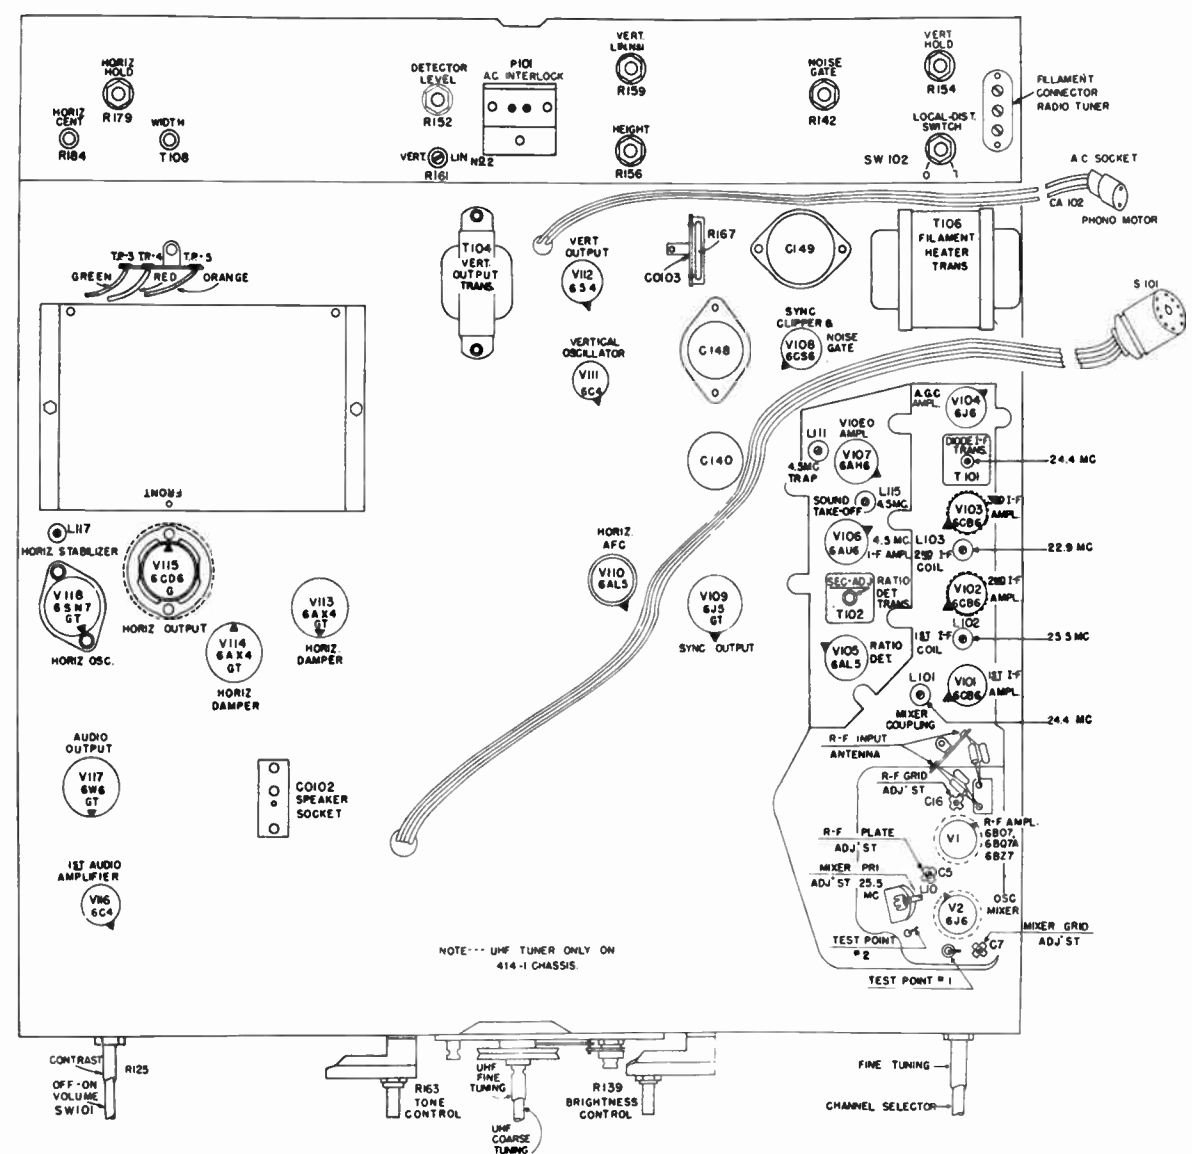 HORIZ
HOLD
R179
HORIZ
CENT
R184
WIDTH
T108
DETECTOR
LEVEL
R152
P101
A.C INTERLOCK
VERT. LIN No2
R161
VERT.
LIN No1
R159
HEIGHT
R156
NOISE
GATE
R142
VERT
HOLD
R154
LOCAL-DIST.
SWITCH
SW 102
FILAMENT
CONNECTOR
RADIO TUNER
A C SOCKET
CA 102
PHONO MOTOR
S 101
T.P-3 T.P.-4 T.P.-5
GREEN RED ORANGE
T104
VERT.
OUTPUT
TRANS.
VERT
OUTPUT
V112
6S4
VERTICAL
OSCILLATOR
V111
6C4
R167
CO103
C149
T106
FILAMENT
HEATER
TRANS
C148
SYNC
CLIPPER &
NOISE
GATE
V108
6CS6
C140
FRONT
L117
HORIZ STABILIZER
V115
6CD6
G
HORIZ OUTPUT
V118
6SN7
GT
HORIZ OSC.
V114
6AX4
GT
HORIZ
DAMPER
V113
6AX4
GT
HORIZ.
DAMPER
HORIZ.
AFC
V110
6AL5
V109
6J5
GT
SYNC OUTPUT
A.G.C
AMPL.
V104
6J6
L111
4.5MC
TRAP
VIDEO
AMPL
V107
6AH6
DIODE I-F
TRANS.
T101
24.4 MC
SOUND
TAKE-OFF
L115
4.5MC.
V106
6AU6
4.5 MC.
I-F AMPL
V103
6CB6
3RD I-F
AMPL.
L103
2ND I-F
COIL
22.9 MC
SEC-ADJ
T102
RATIO
DET
TRANS.
V102
6CB6
2ND I-F
AMPL.
L102
1ST I-F
COIL
25.5 MC
V105
6AL5
RATIO
DET.
L101
MIXER
COUPLING
V101
6CB6
1ST I-F
AMPL.
24.4 MC
R-F INPUT
ANTENNA
R-F GRID
ADJ'ST
C16
R-F AMPL.
6BQ7,
6BQ7A
6BZ7
V1
R-F PLATE
ADJ'ST
C5
MIXER PRI
ADJ'ST 25.5
MC
L10
V2
6J6
OSC
MIXER
TEST POINT
#2
C7
MIXER GRID
ADJ'ST
TEST POINT #1
AUDIO
OUTPUT
V117
6W6
GT
CO102
SPEAKER
SOCKET
1ST AUDIO
AMPLIFIER
V116
6C4
NOTE--- UHF TUNER ONLY ON
414-1 CHASSIS.
CONTRAST
R125
OFF-ON
VOLUME
SW101
R163
TONE
CONTROL
UHF
FINE
TUNING
UHF
COARSE
TUNING
R139
BRIGHTNESS
CONTROL
FINE TUNING
CHANNEL SELECTOR